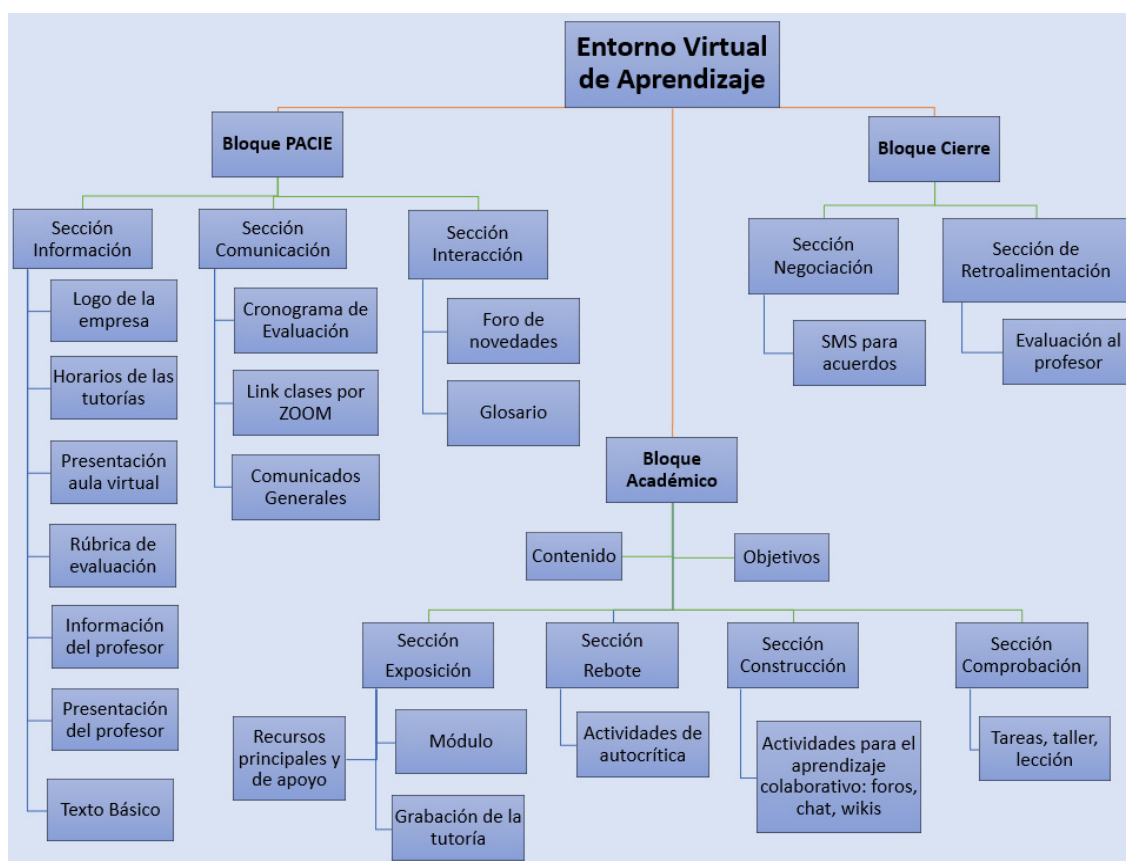 Entorno Virtual
de Aprendizaje
Bloque PACIE
Bloque Cierre
Sección
Información
Sección
Comunicación
Sección
Interacción
Sección
Negociación
Sección de
Retroalimentación
Logo de la
empresa
Horarios de las
tutorías
Presentación
aula virtual
Rúbrica de
evaluación
Información
del profesor
Presentación
del profesor
Texto Básico
Cronograma de
Evaluación
Link clases por
ZOOM
Comunicados
Generales
Foro de
novedades
Glosario
SMS para
acuerdos
Evaluación al
profesor
Bloque
Académico
Contenido
Objetivos
Sección
Exposición
Sección
Rebote
Sección
Construcción
Sección
Comprobación
Recursos
principales y
de apoyo
Módulo
Grabación de la
tutoría
Actividades de
autocrítica
Actividades para el
aprendizaje
colaborativo: foros,
chat, wikis
Tareas, taller,
lección